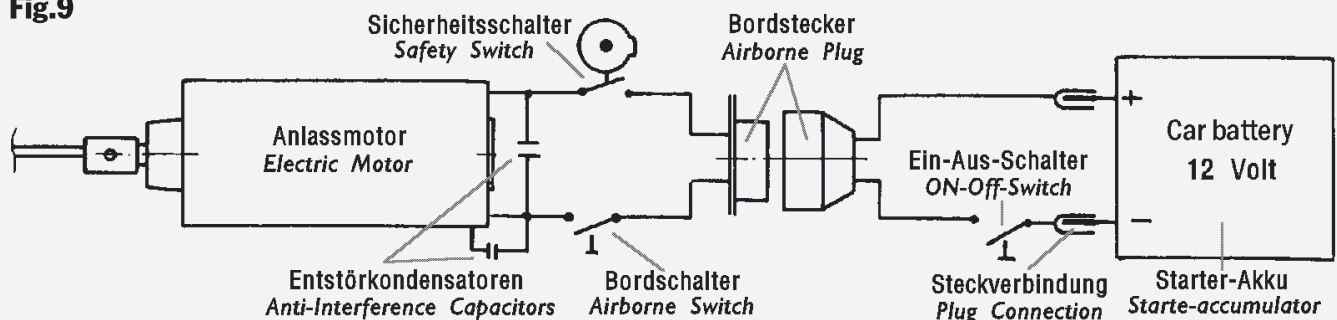 Fig.9
Sicherheitsschalter
Safety Switch
Bordstecker
Airborne Plug
Anlassmotor
Electric Motor
Ein-Aus-Schalter
ON-Off-Switch
+
Car battery
12 Volt
−
Entstörkondensatoren
Anti-Interference Capacitors
Bordschalter
Airborne Switch
Steckverbindung
Plug Connection
Starter-Akku
Starte-accumulator